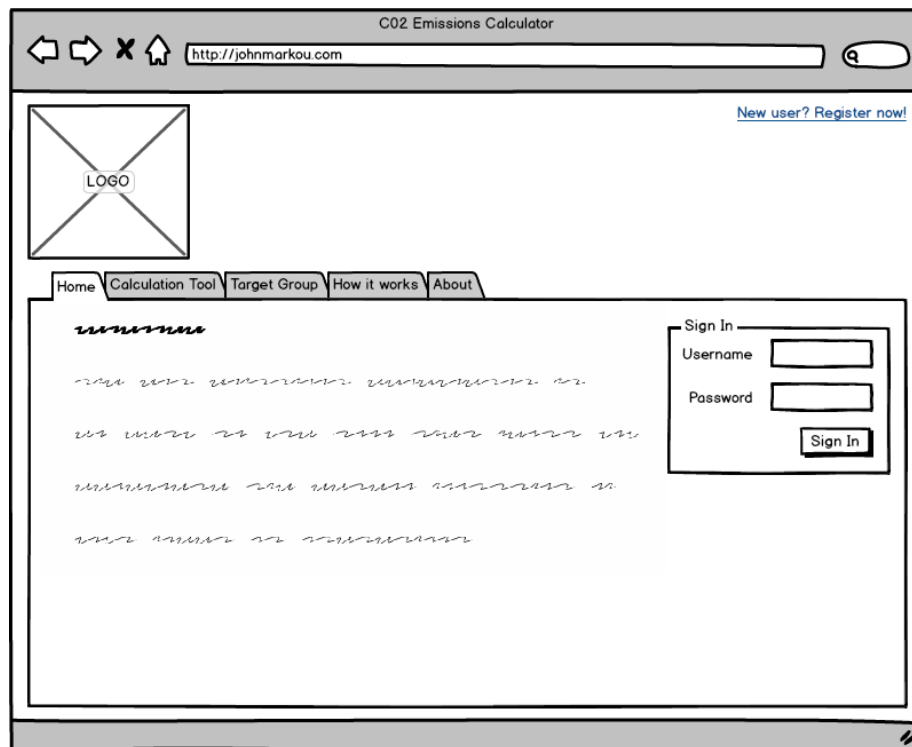 C02 Emissions Calculator
http://johnmarkou.com
New user? Register now!
LOGO
Home Calculation Tool Target Group How it works About
Sign In
Username
Password
Sign In